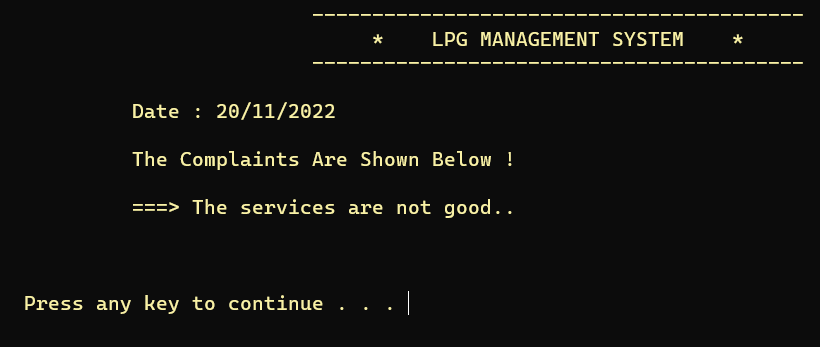 -----------------------------------------
* LPG MANAGEMENT SYSTEM *
-----------------------------------------
Date : 20/11/2022
The Complaints Are Shown Below !
===> The services are not good..
Press any key to continue . . .